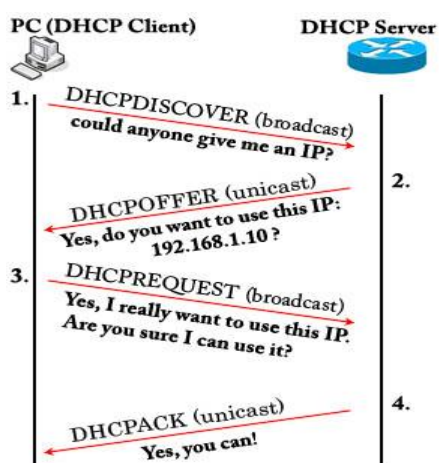 PC (DHCP Client)
DHCP Server
1.
DHCPDISCOVER (broadcast)
could anyone give me an IP?
2.
DHCPOFFER (unicast)
Yes, do you want to use this IP:
192.168.1.10 ?
3.
DHCPREQUEST (broadcast)
Yes, I really want to use this IP.
Are you sure I can use it?
4.
DHCPACK (unicast)
Yes, you can!